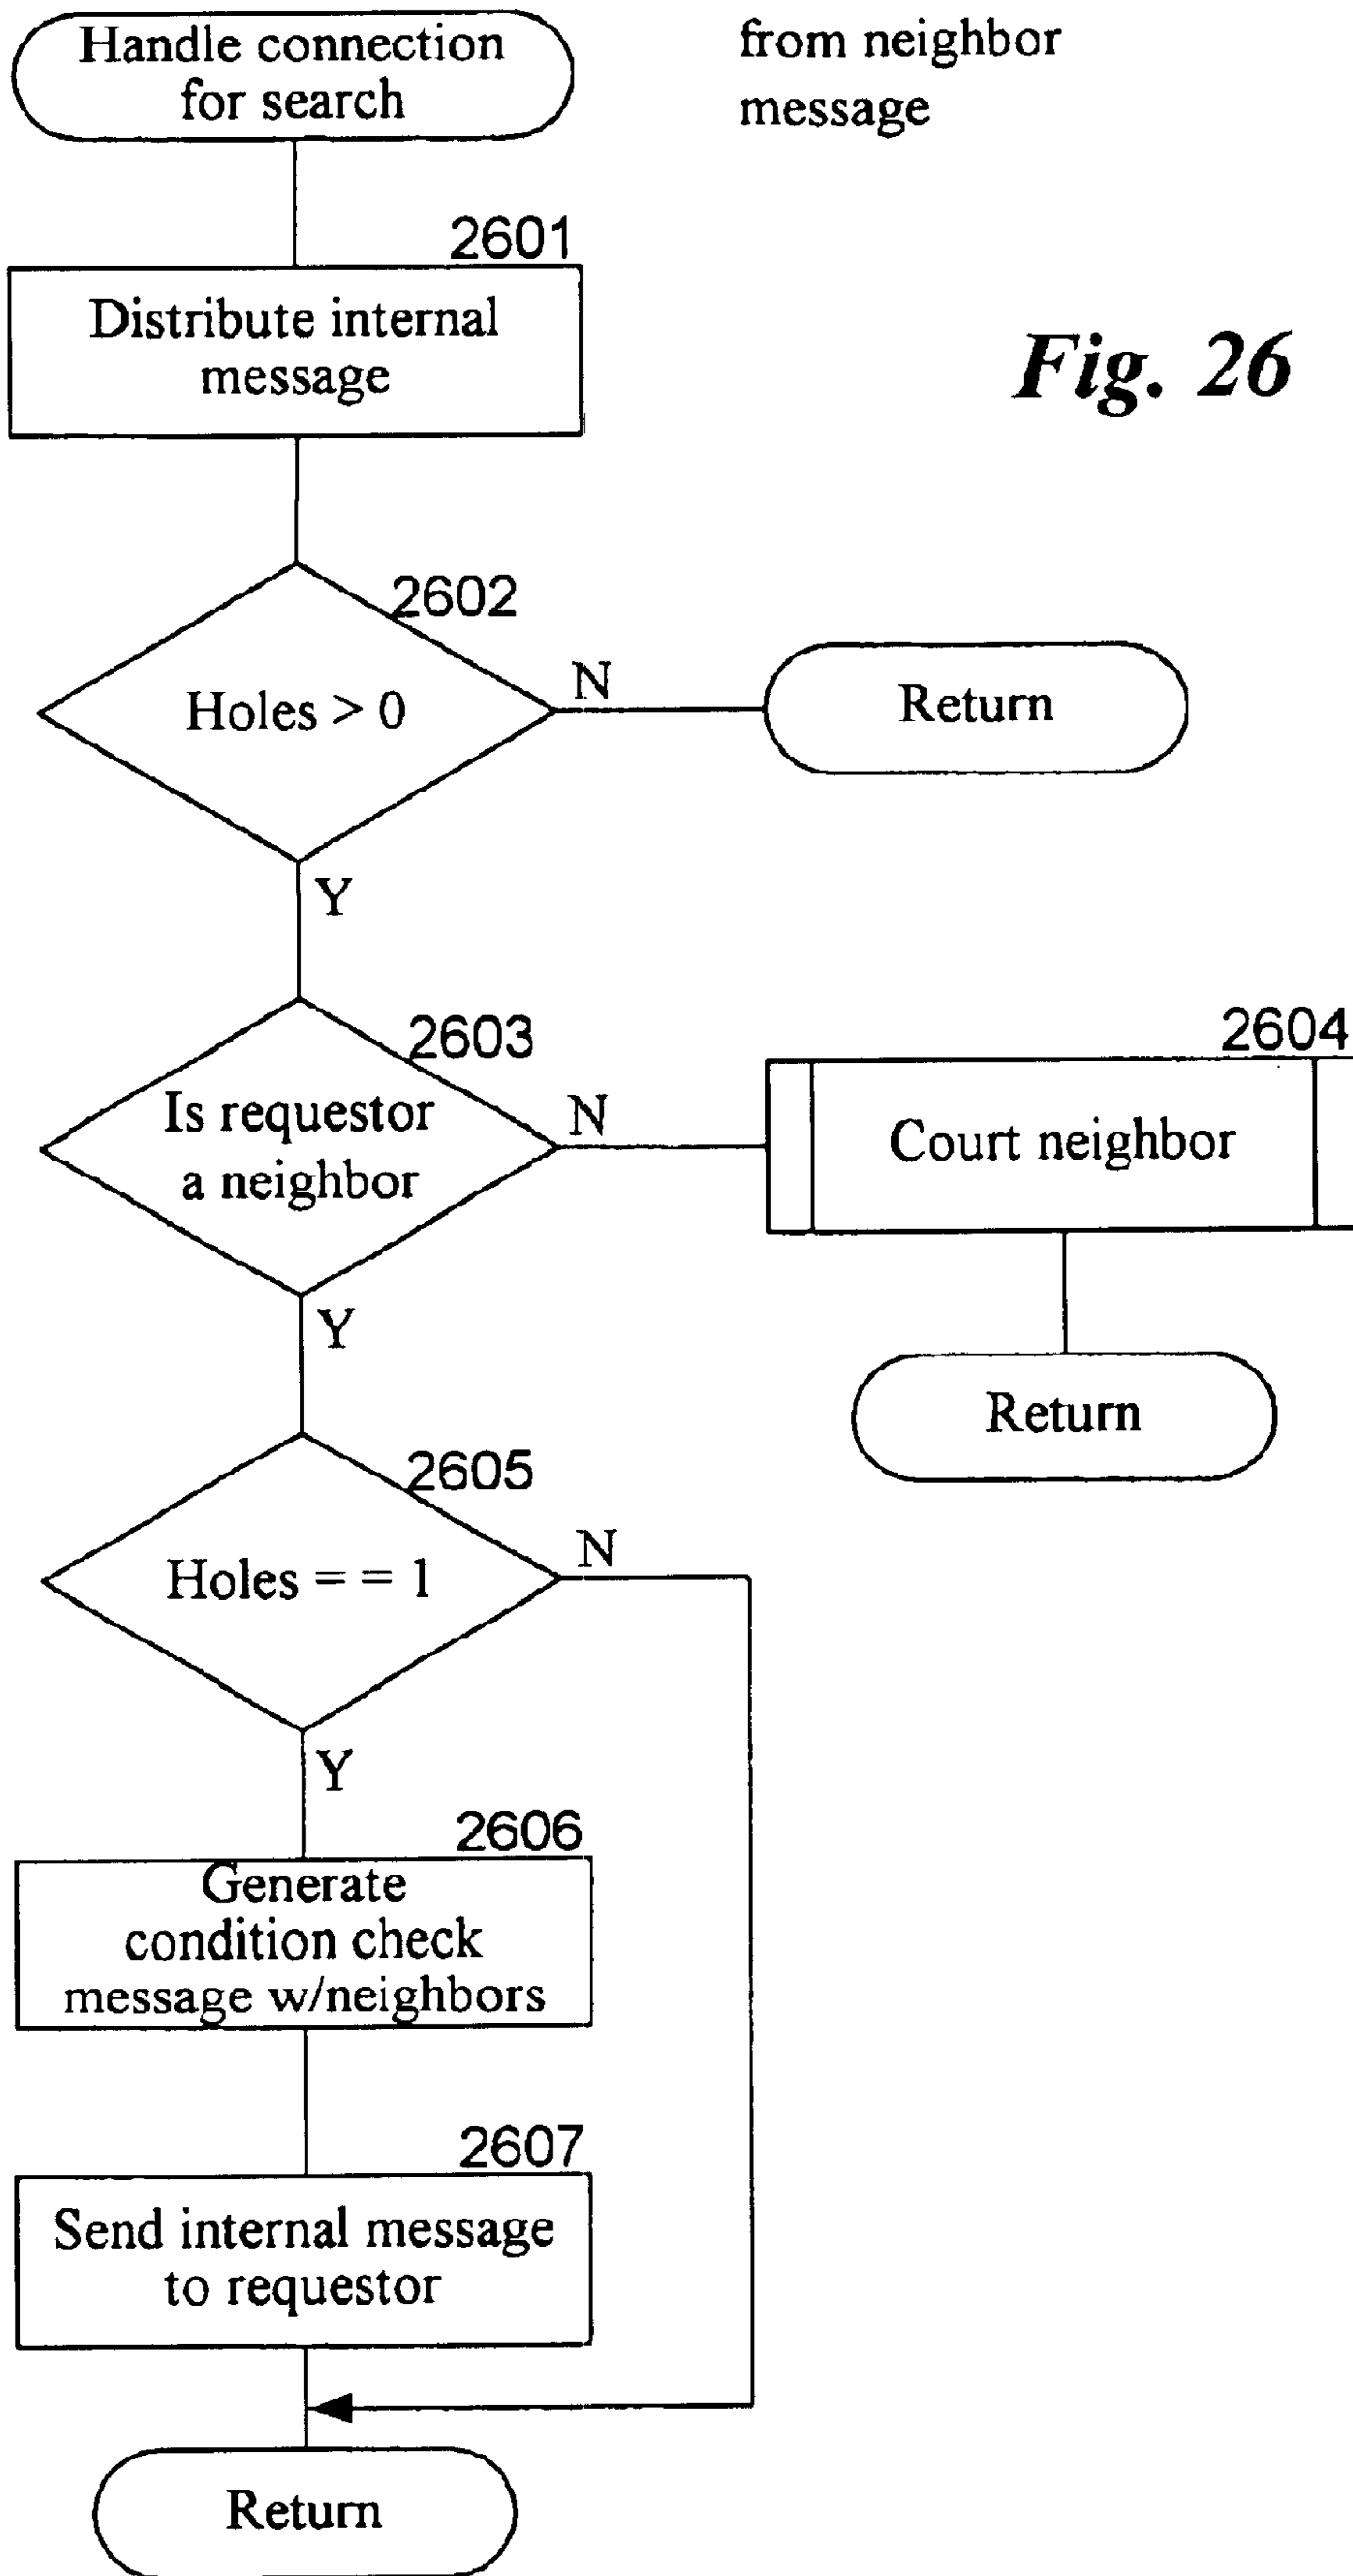 Handle connection
for search
from neighbor
message
2601
Distribute internal
message
Fig. 26
2602
Holes > 0
N
Return
Y
2603
Is requestor
a neighbor
N
2604
Court neighbor
Y
Return
2605
Holes = = 1
N
Y
2606
Generate
condition check
message w/neighbors
2607
Send internal message
to requestor
Return